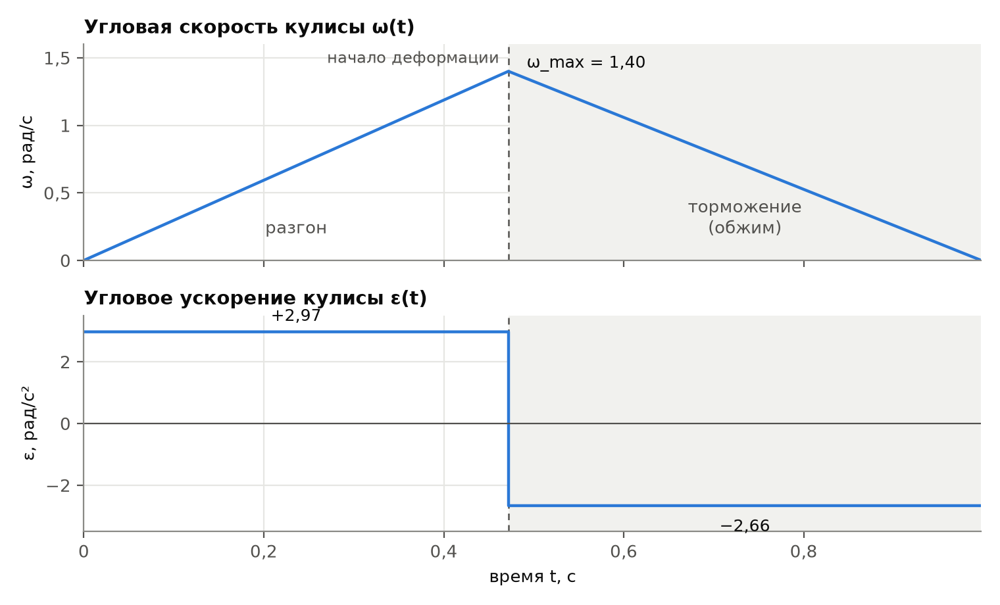 Угловая скорость кулисы ω(t)
ω, рад/с
1,5
1
0,5
0
начало деформации
ω_max = 1,40
разгон
торможение
(обжим)
Угловое ускорение кулисы ε(t)
+2,97
ε, рад/с²
2
0
−2
−2,66
0
0,2
0,4
0,6
0,8
время t, с